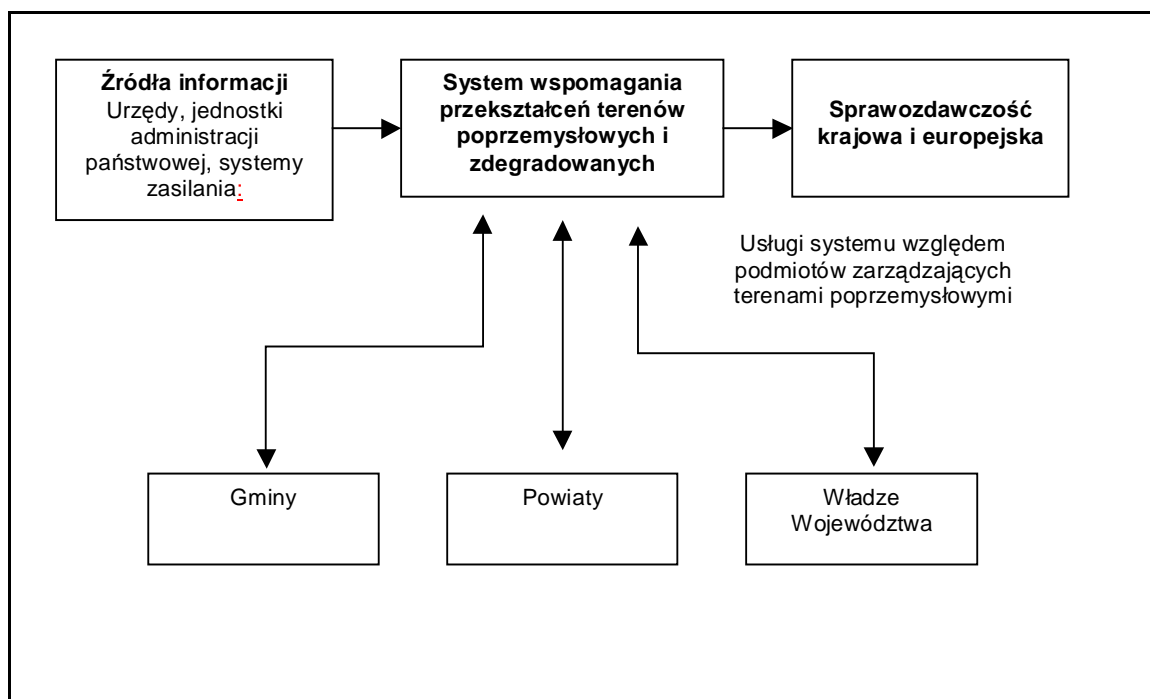 Źródła informacji
Urzędy, jednostki
administracji
państwowej, systemy
zasilania:
System wspomagania
przekształceń terenów
poprzemysłowych i
zdegradowanych
Sprawozdawczość
krajowa i europejska
Usługi systemu względem
podmiotów zarządzających
terenami poprzemysłowymi
Gminy
Powiaty
Władze
Województwa